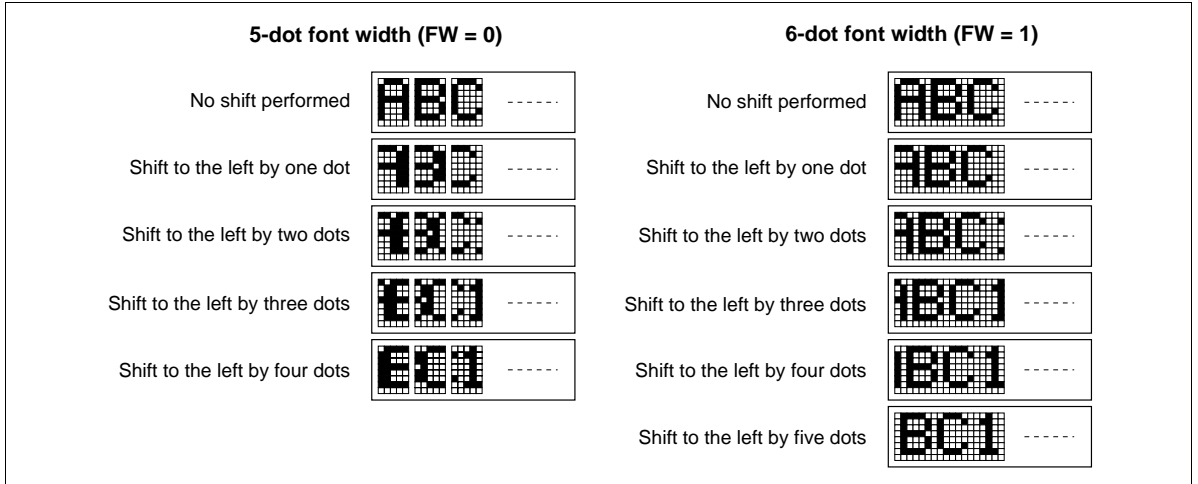 5-dot font width (FW = 0)
No shift performed
ABC
Shift to the left by one dot
Shift to the left by two dots
Shift to the left by three dots
Shift to the left by four dots
6-dot font width (FW = 1)
No shift performed
ABC
Shift to the left by one dot
Shift to the left by two dots
Shift to the left by three dots
Shift to the left by four dots
Shift to the left by five dots
BC1